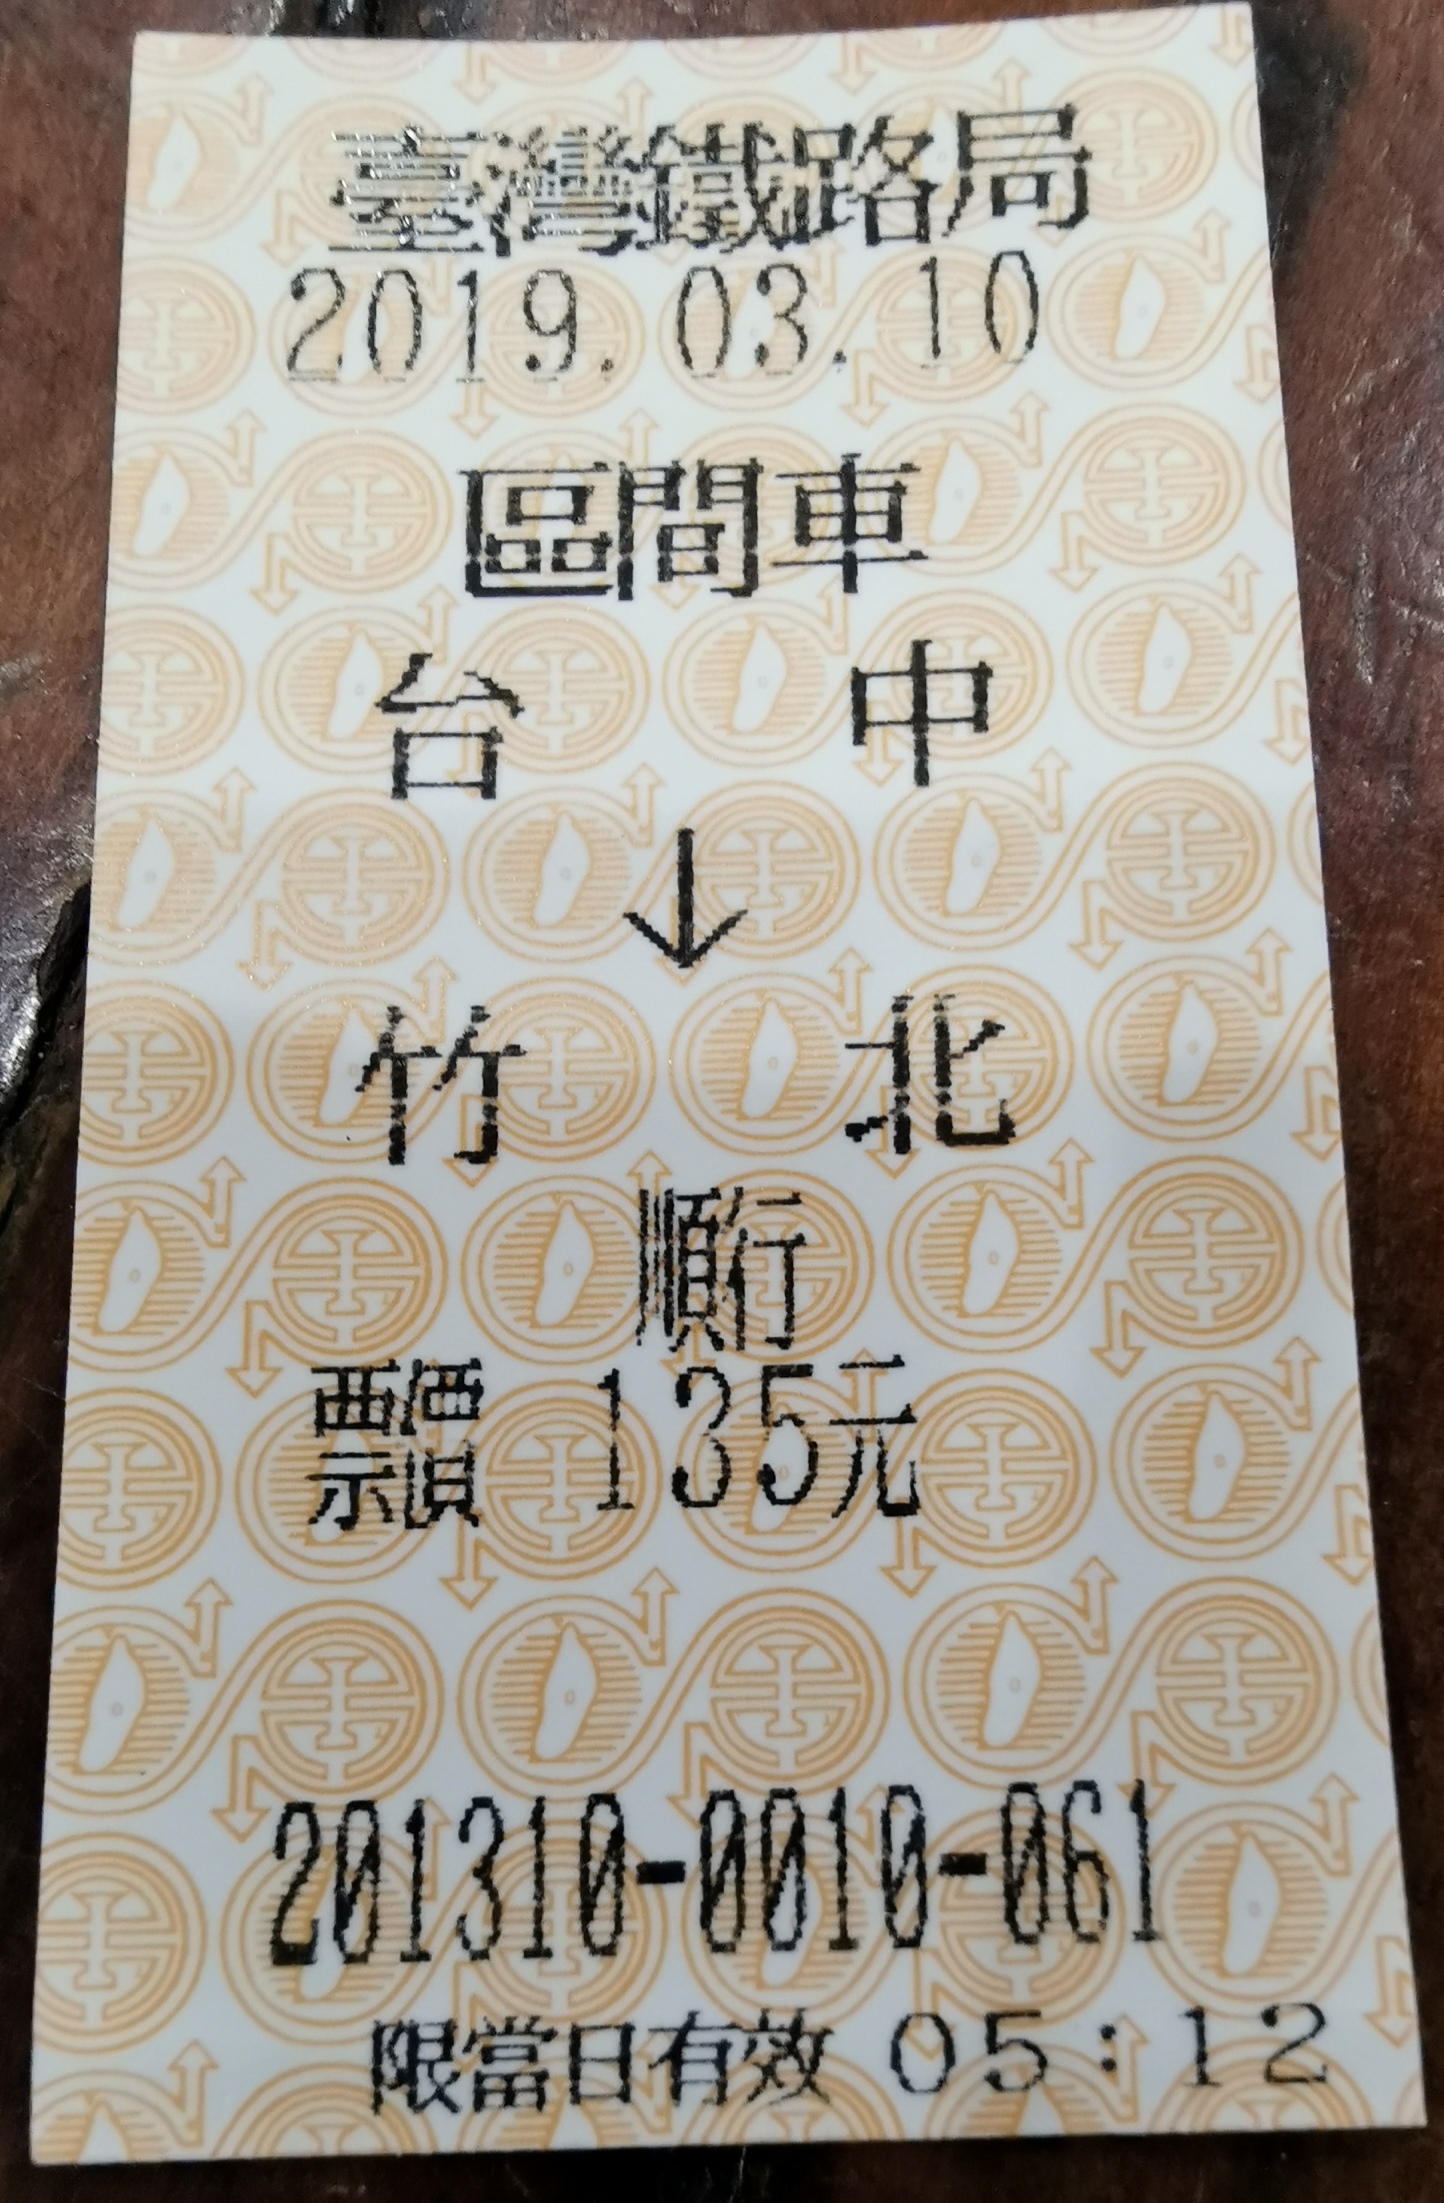 臺灣鐵路局
2019.03.10
區間車
台 中
↓
竹 北
順行
票價 135元
201310-0010-061
限當日有效 05:12